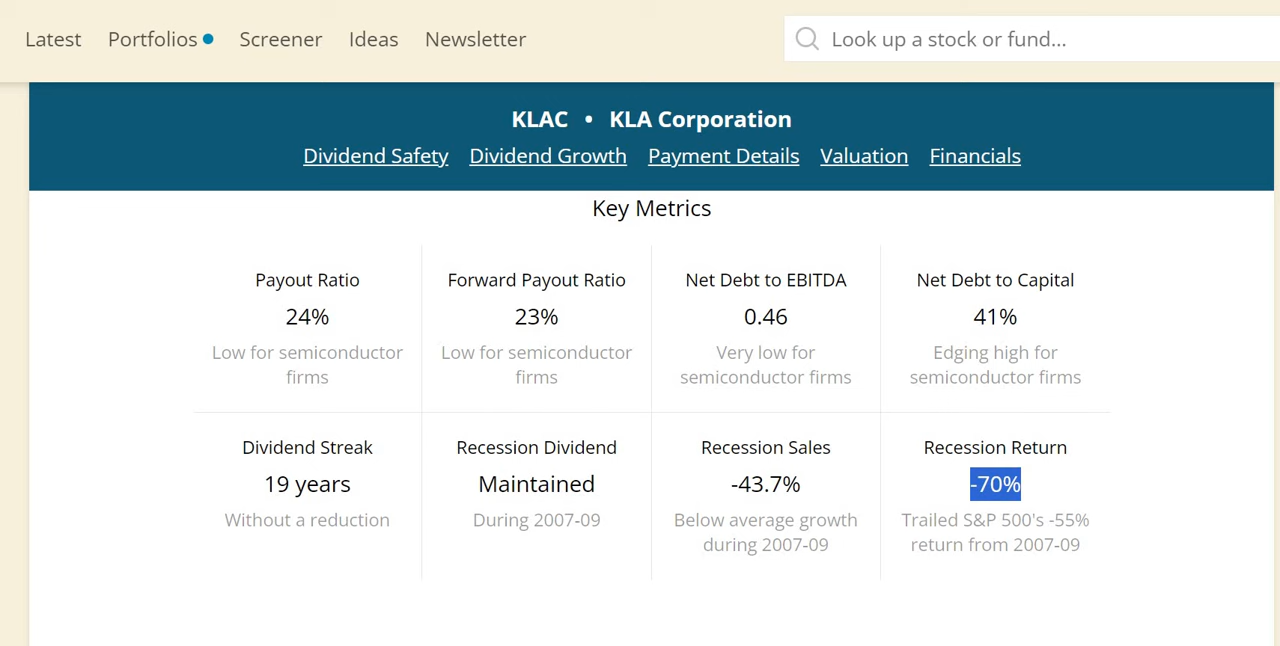 Latest Portfolios Screener Ideas Newsletter Look up a stock or fund...
KLAC • KLA Corporation
Dividend Safety Dividend Growth Payment Details Valuation Financials
Key Metrics
Payout Ratio
24%
Low for semiconductor
firms
Forward Payout Ratio
23%
Low for semiconductor
firms
Net Debt to EBITDA
0.46
Very low for
semiconductor firms
Net Debt to Capital
41%
Edging high for
semiconductor firms
Dividend Streak
19 years
Without a reduction
Recession Dividend
Maintained
During 2007-09
Recession Sales
-43.7%
Below average growth
during 2007-09
Recession Return
-70%
Trailed S&P 500's -55%
return from 2007-09